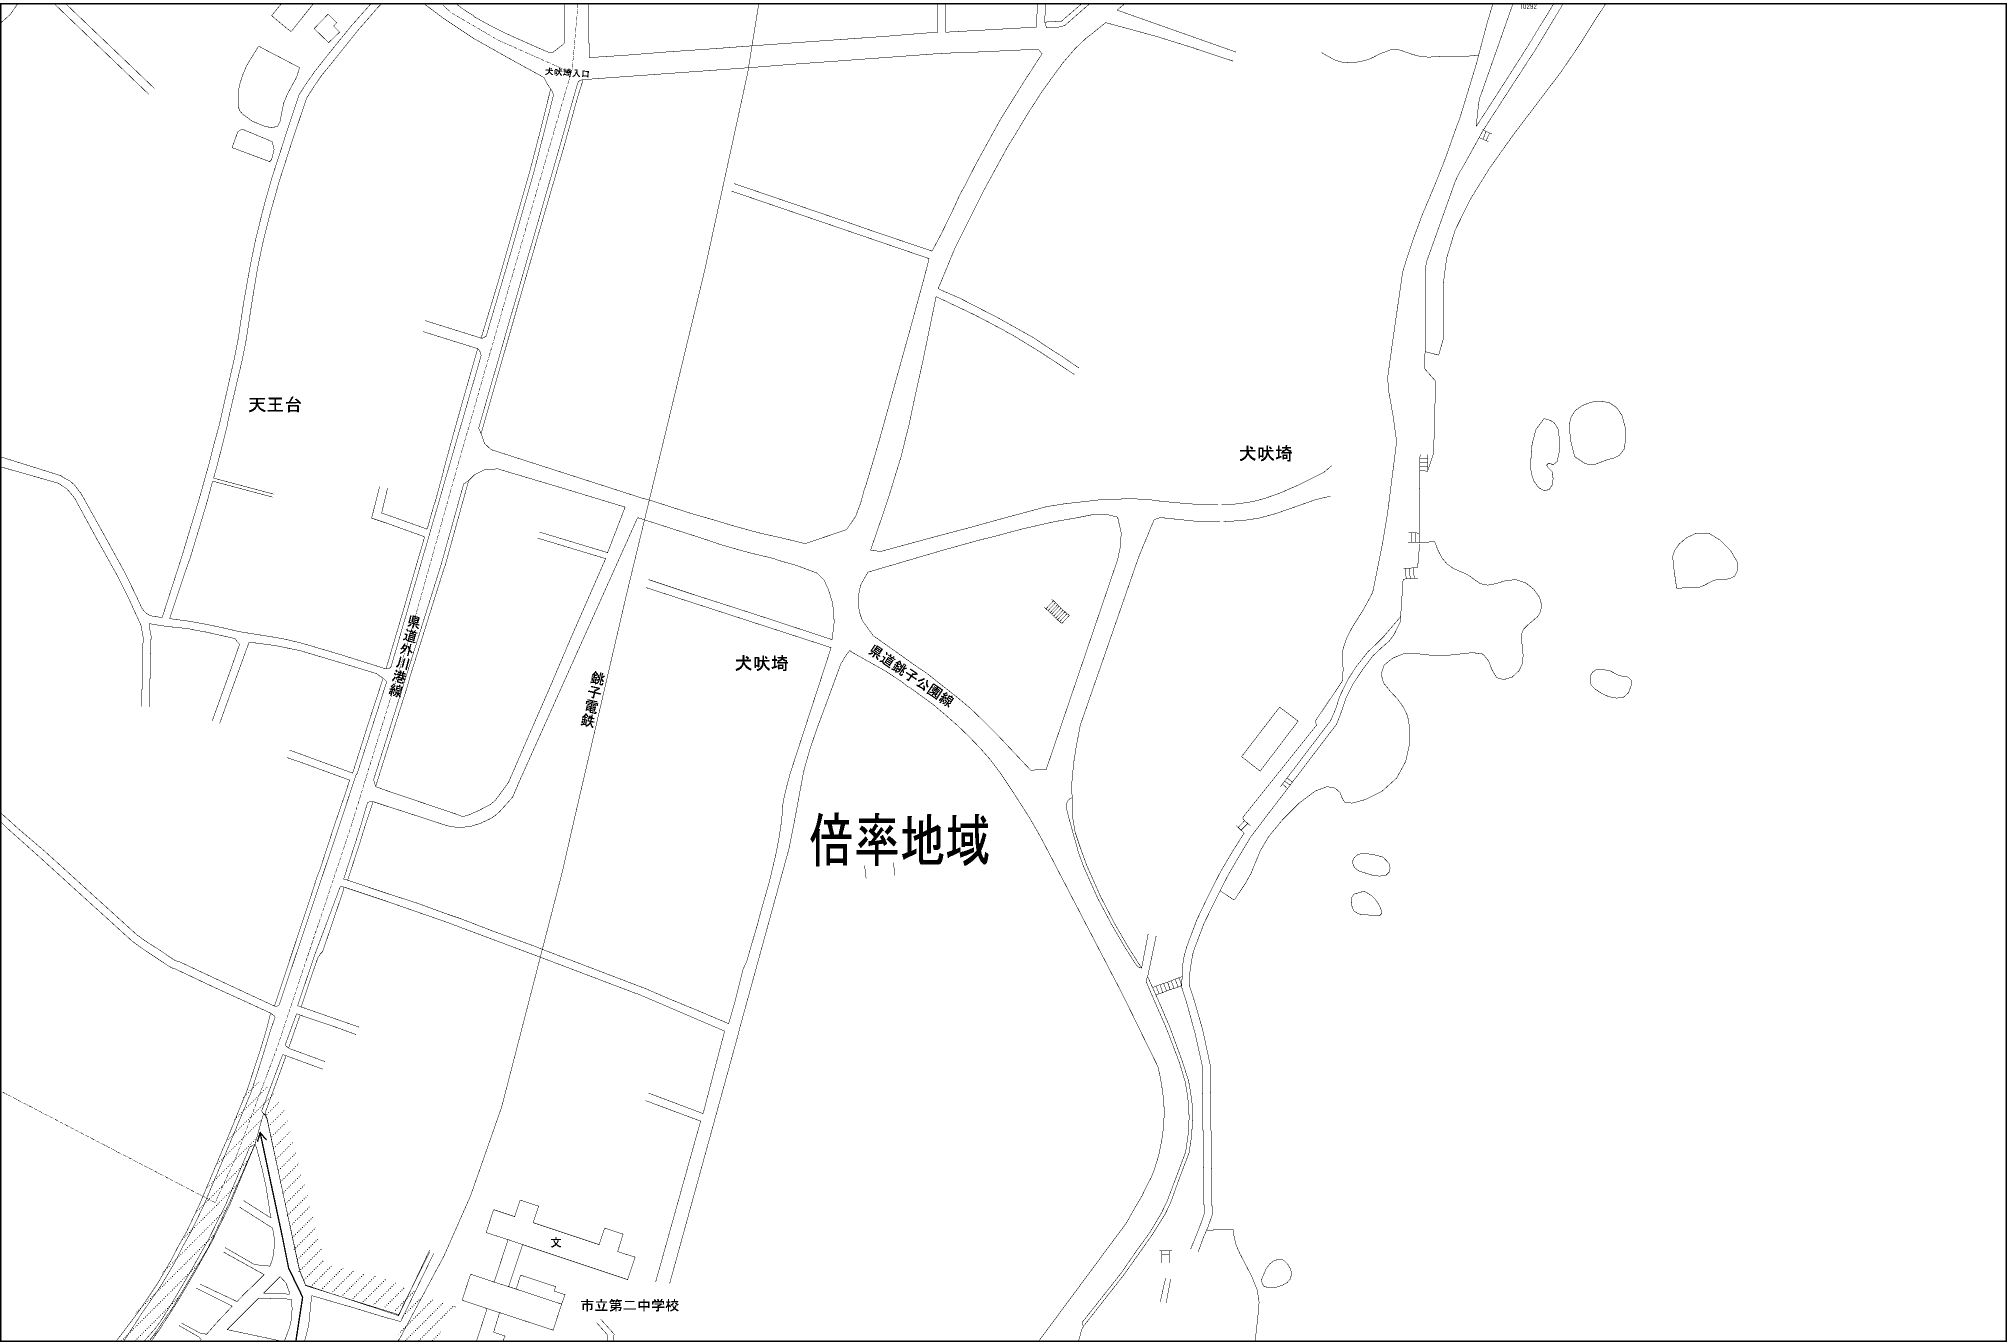 10292
犬吠埼入口
天王台
犬吠埼
県道外川港線
銚子電鉄
犬吠埼
県道銚子公園線
倍率地域
文
市立第二中学校